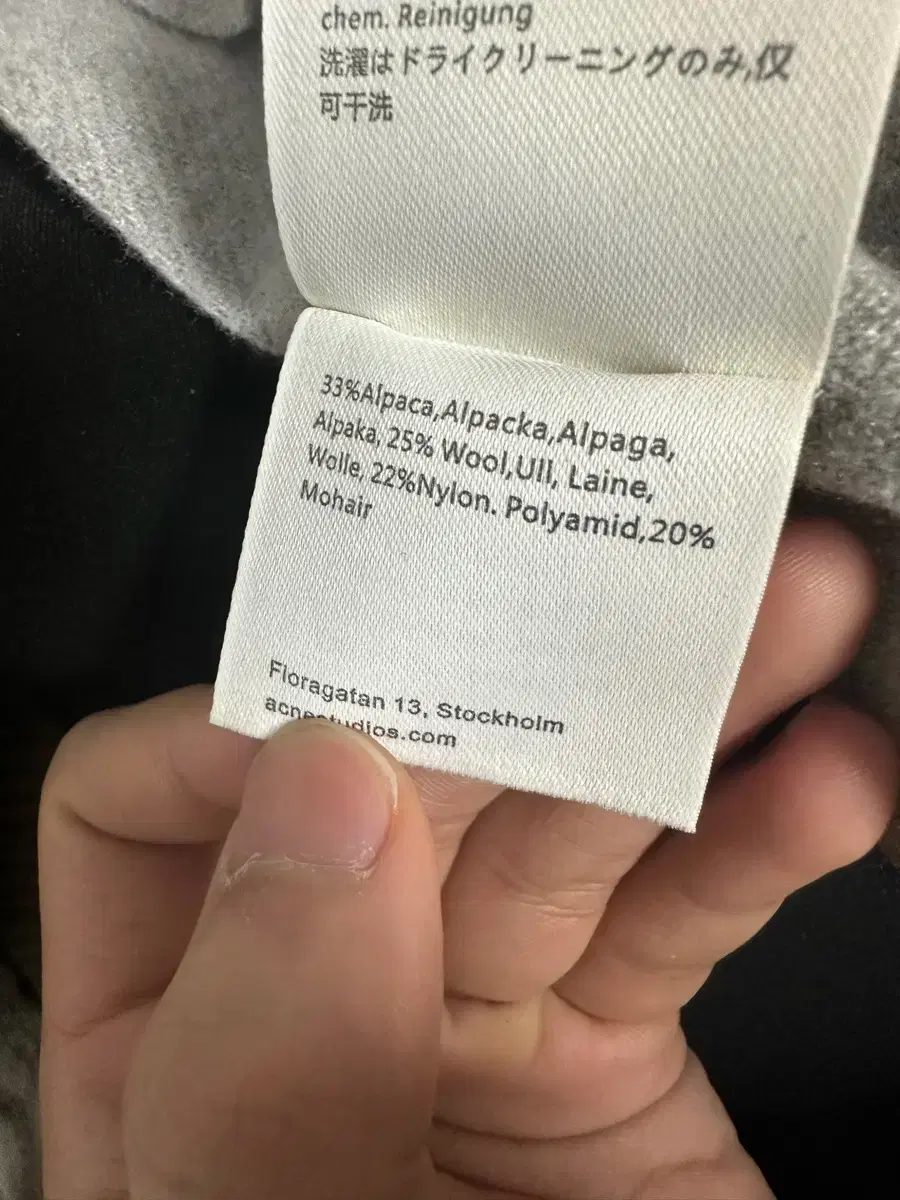 chem. Reinigung
洗濯はドライクリーニングのみ,仅
可干洗
33%Alpaca,Alpacka,Alpaga,
Alpaka, 25% Wool,Ull, Laine,
Wolle, 22%Nylon. Polyamid,20%
Mohair
Floragatan 13, Stockholm
acnestudios.com